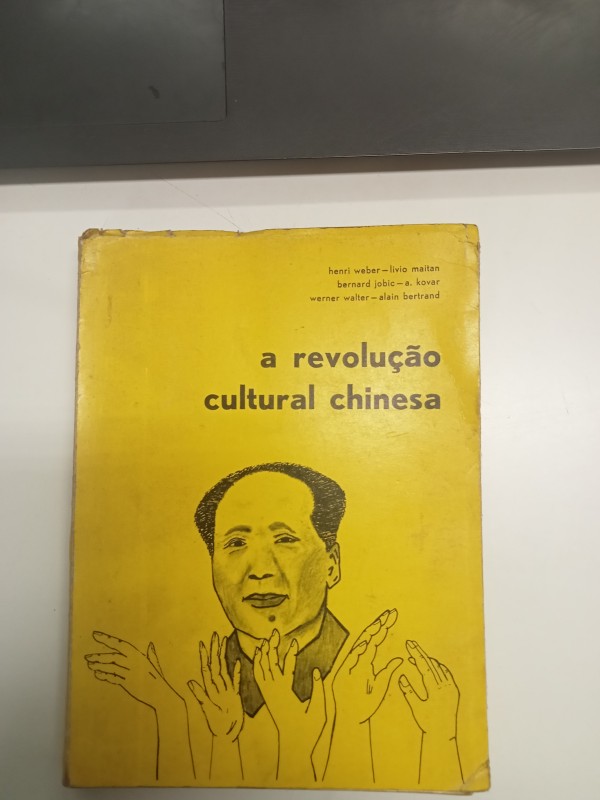 henri weber—livio maitan
bernard jobic—a. kovar
werner walter—alain bertrand
a revolução
cultural chinesa